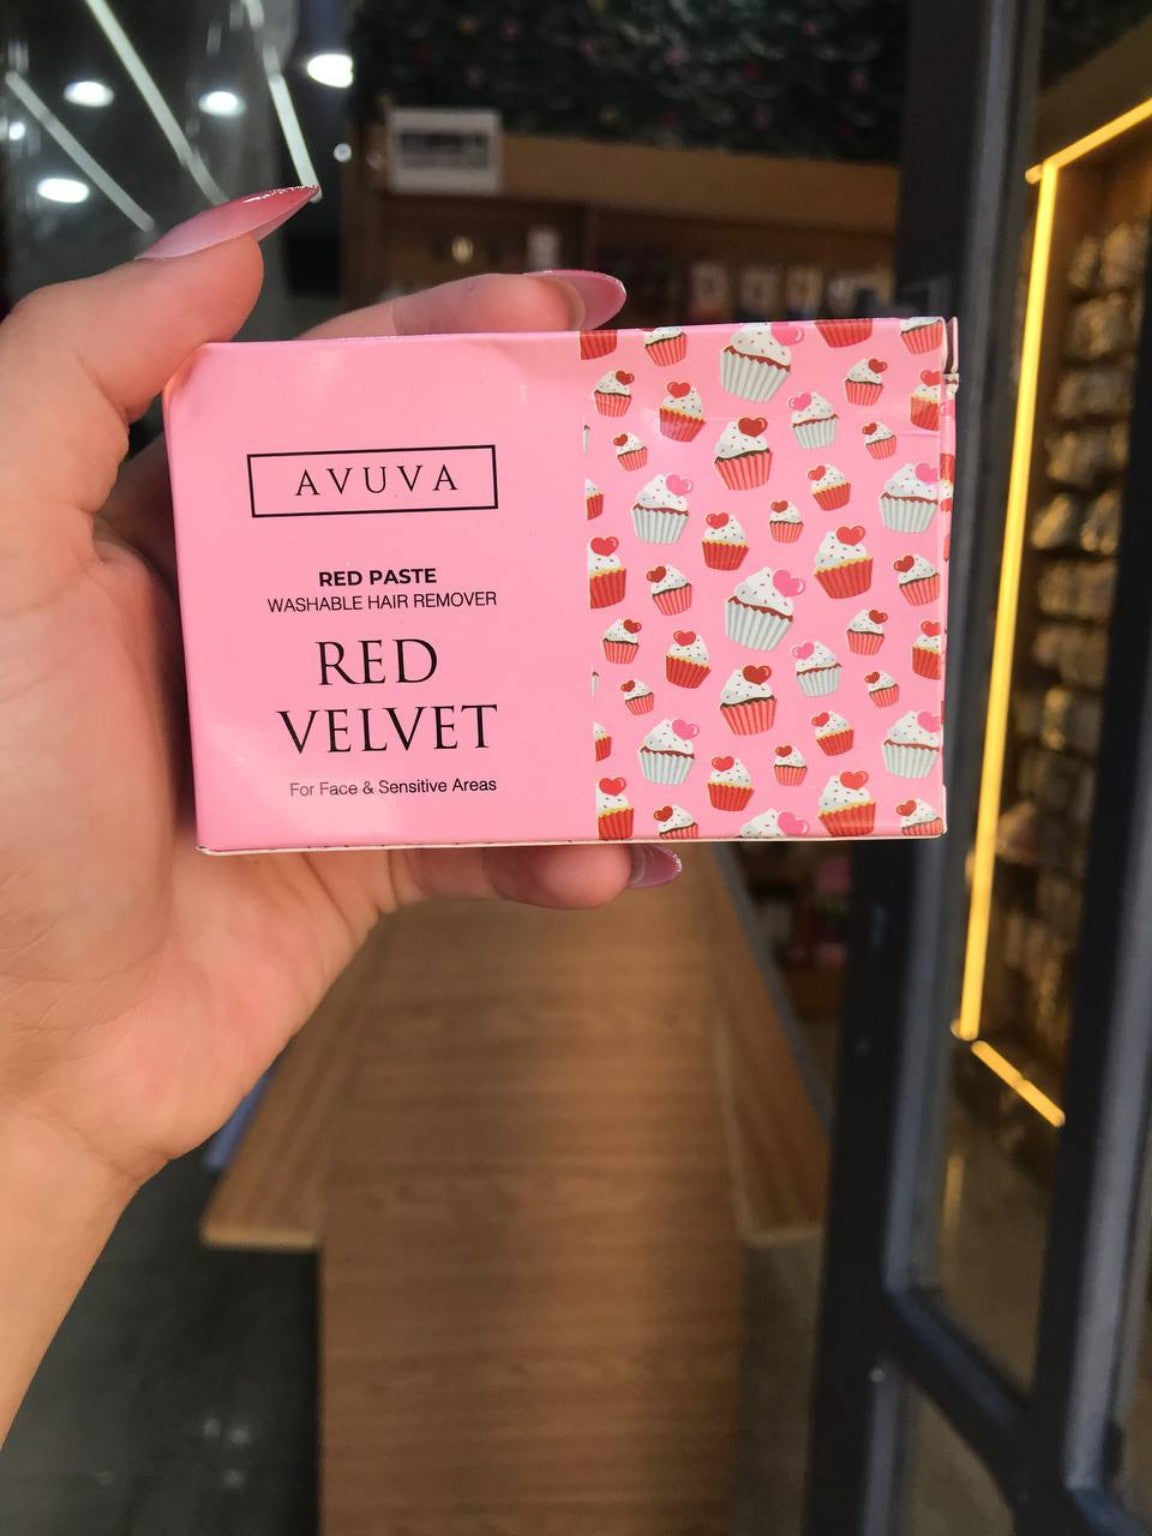 AVUVA
RED PASTE
WASHABLE HAIR REMOVER
RED
VELVET
For Face & Sensitive Areas